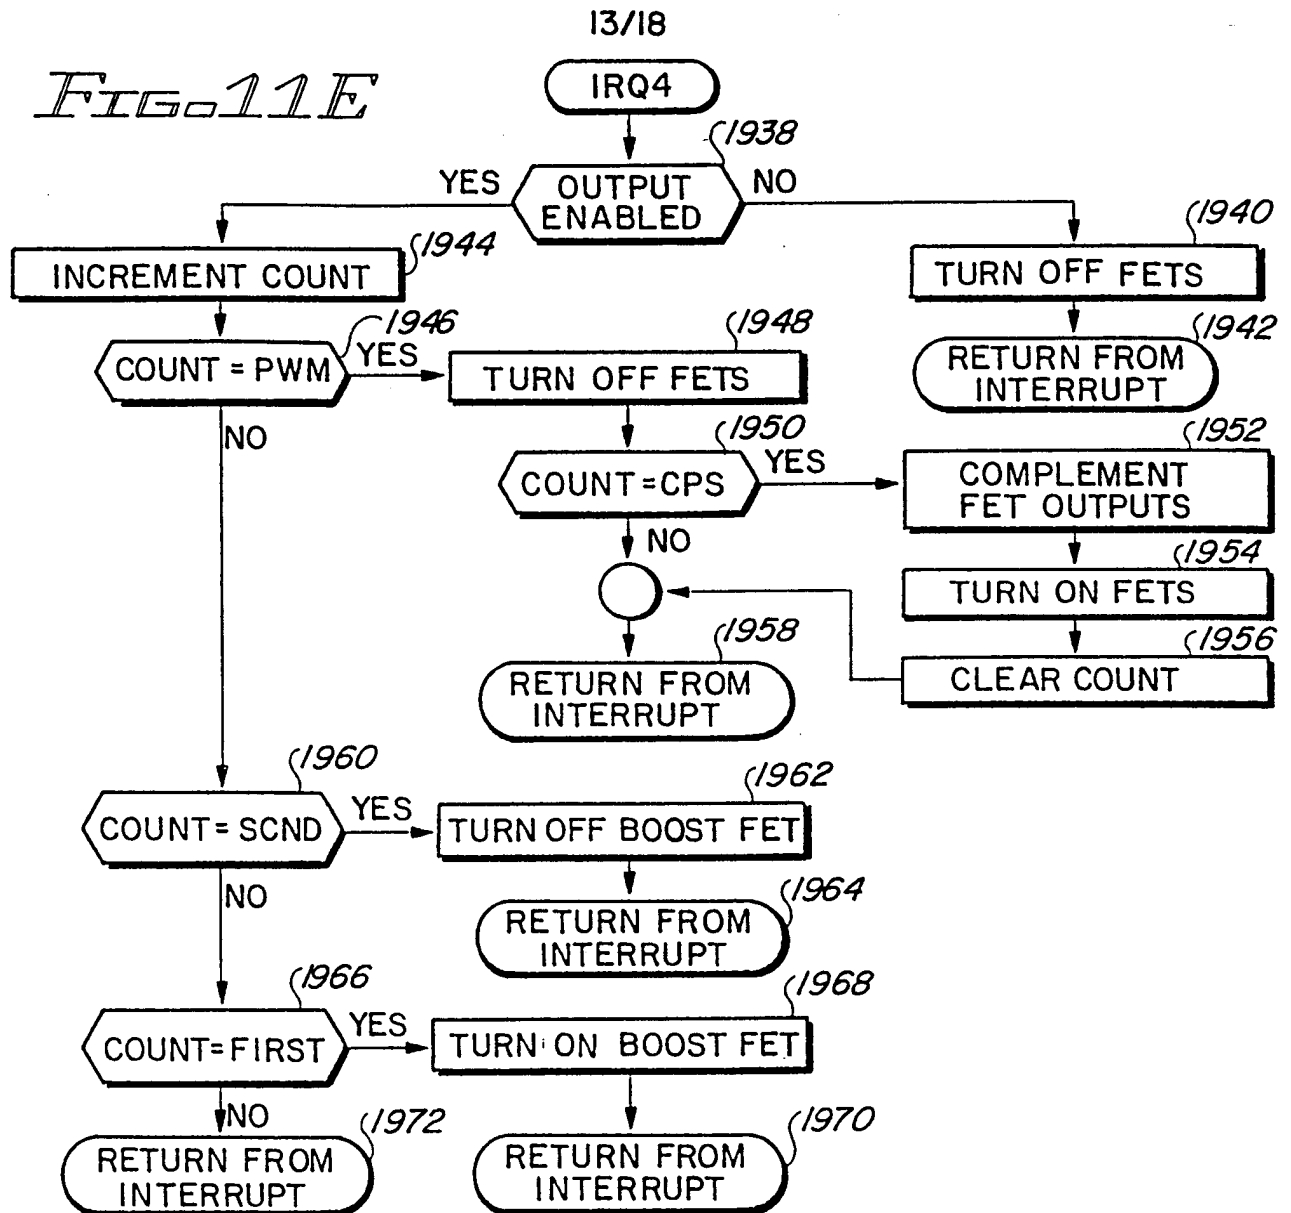 13/18
FIG. 11E
IRQ4
1938
YES
OUTPUT
ENABLED
NO
1944
INCREMENT COUNT
1940
TURN OFF FETS
1942
RETURN FROM
INTERRUPT
1946
COUNT = PWM
YES
1948
TURN OFF FETS
NO
1950
COUNT = CPS
YES
1952
COMPLEMENT
FET OUTPUTS
NO
1954
TURN ON FETS
1956
CLEAR COUNT
1958
RETURN FROM
INTERRUPT
1960
COUNT = SCND
YES
1962
TURN OFF BOOST FET
NO
1964
RETURN FROM
INTERRUPT
1966
COUNT = FIRST
YES
1968
TURN ON BOOST FET
NO
1972
RETURN FROM
INTERRUPT
1970
RETURN FROM
INTERRUPT